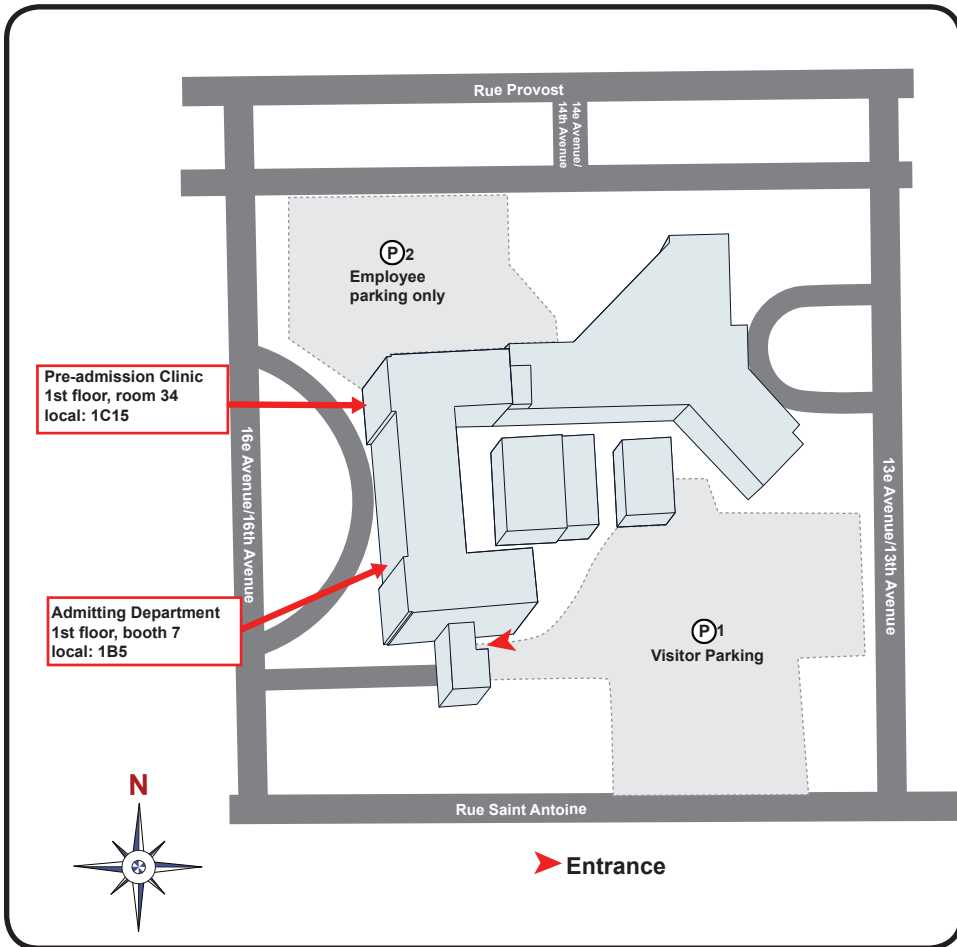 Rue Provost
14e Avenue/
14th Avenue
P 2
Employee
parking only
Pre-admission Clinic
1st floor, room 34
local: 1C15
16e Avenue/16th Avenue
13e Avenue/13th Avenue
Admitting Department
1st floor, booth 7
local: 1B5
P 1
Visitor Parking
N
Rue Saint Antoine
Entrance